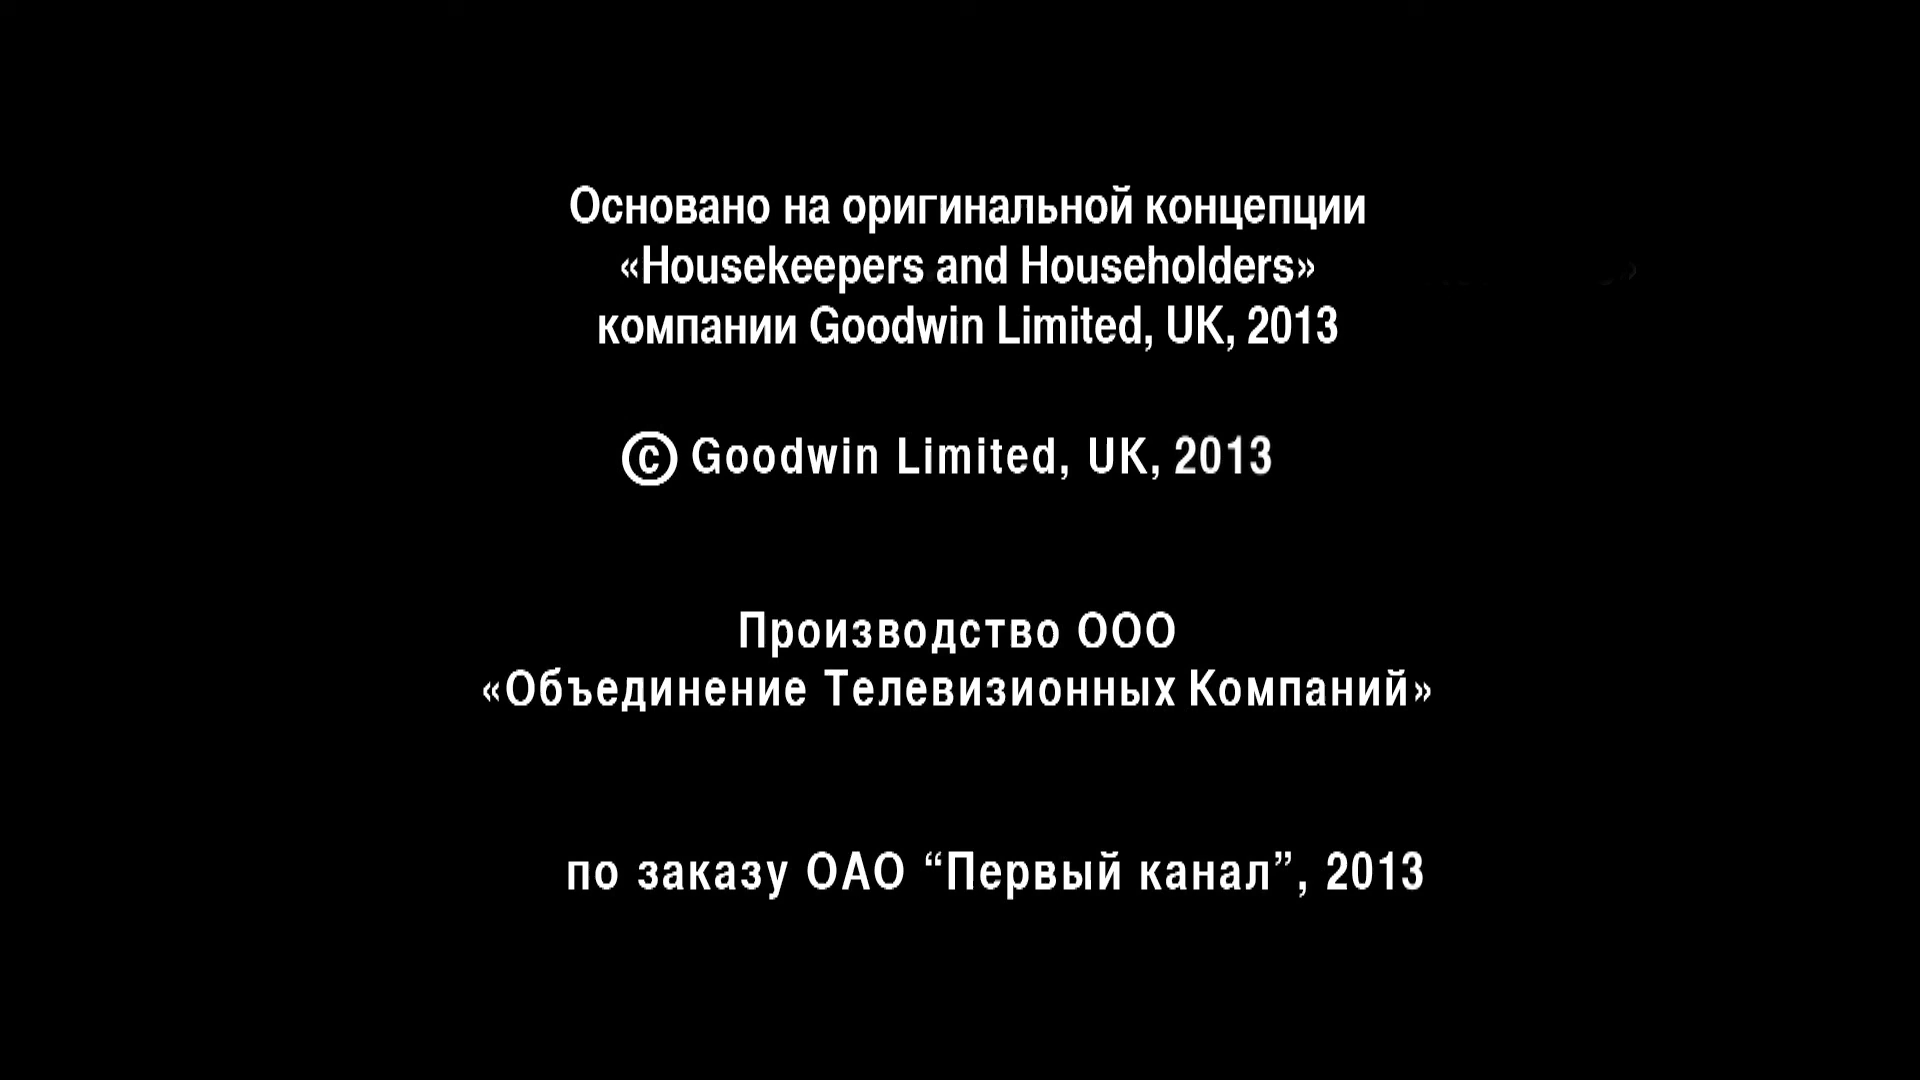 Основано на оригинальной концепции
«Housekeepers and Householders»
компании Goodwin Limited, UK, 2013
© Goodwin Limited, UK, 2013
Производство ООО
«Объединение Телевизионных Компаний»
по заказу ОАО “Первый канал”, 2013